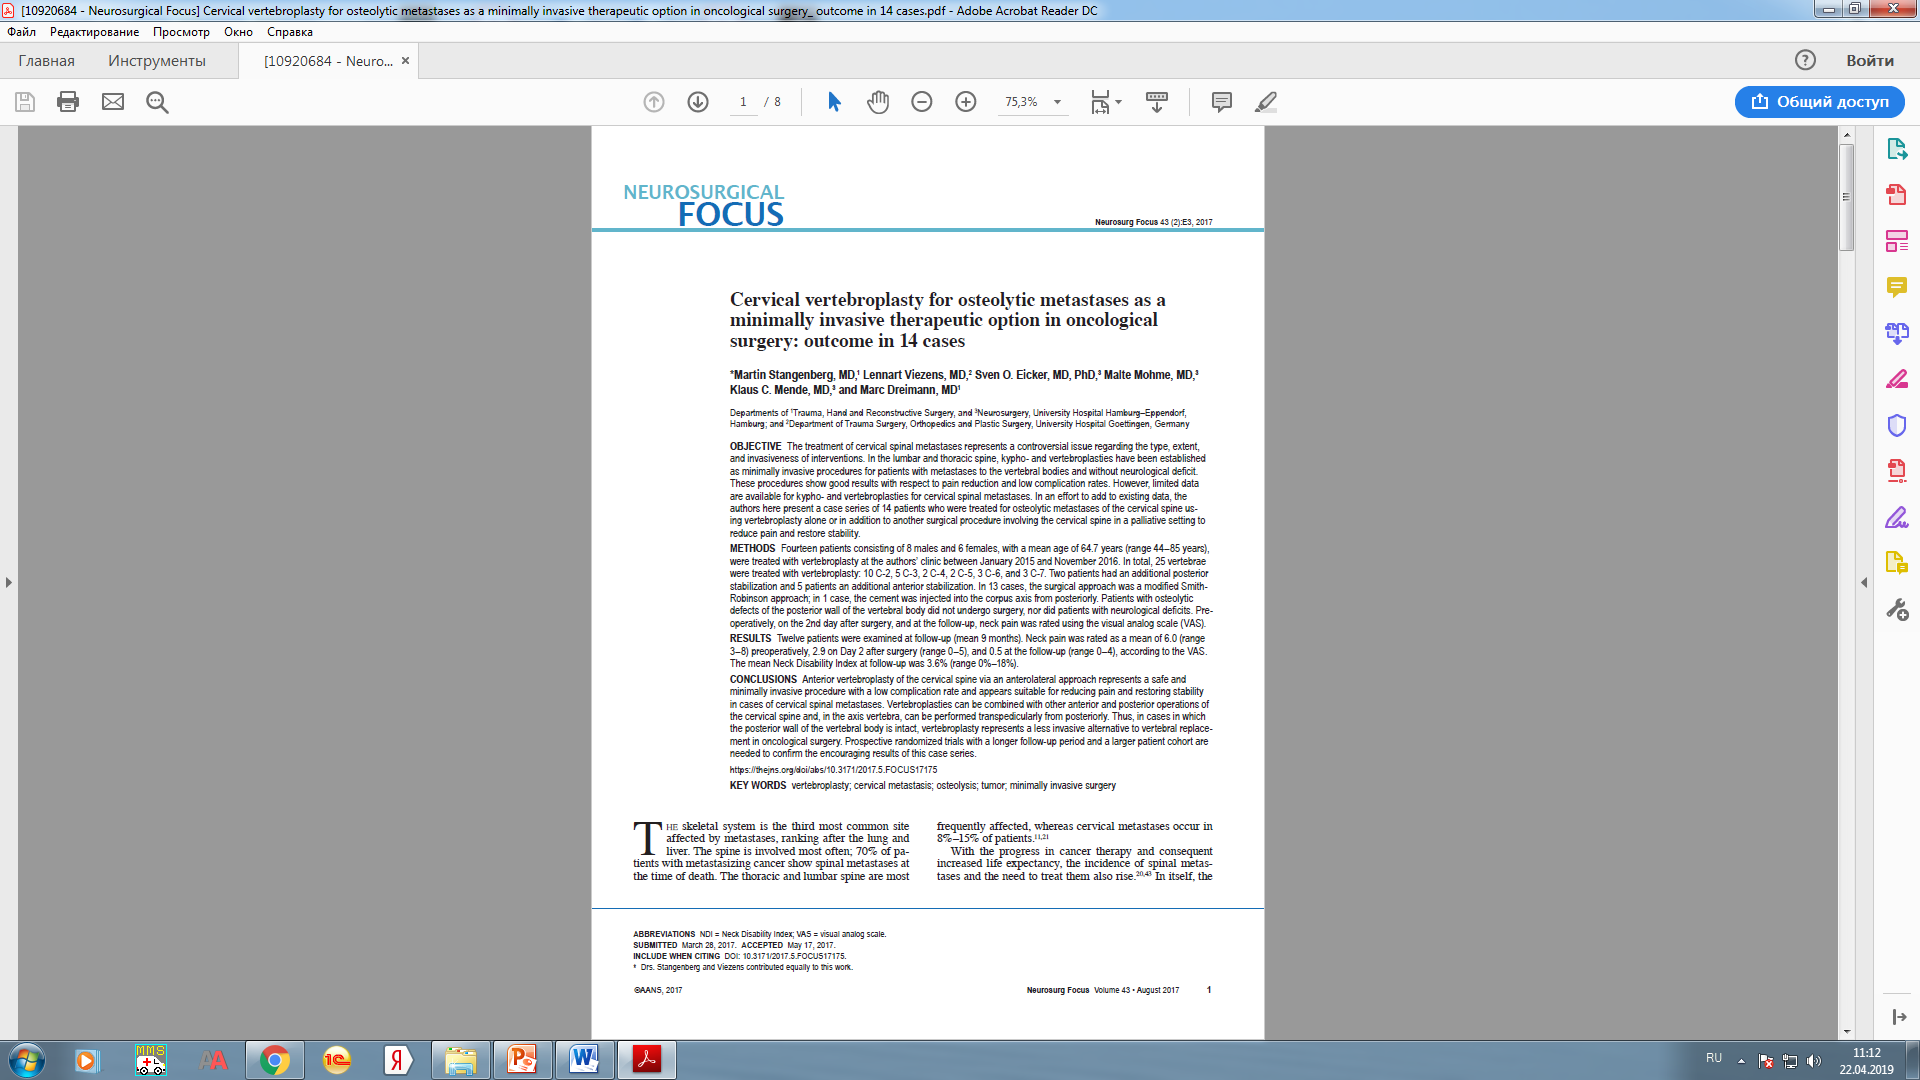 [10920684 - Neurosurgical Focus] Cervical vertebroplasty for osteolytic metastases as a minimally invasive therapeutic option in oncological surgery_ outcome in 14 cases.pdf - Adobe Acrobat Reader DC
Файл Редактирование Просмотр Окно Справка
Главная Инструменты [10920684 - Neuro... Войти
1 / 8 75,3% Общий доступ
NEUROSURGICAL
FOCUS
Neurosurg Focus 43 (2):E3, 2017
Cervical vertebroplasty for osteolytic metastases as a
minimally invasive therapeutic option in oncological
surgery: outcome in 14 cases
*Martin Stangenberg, MD,¹ Lennart Viezens, MD,² Sven O. Eicker, MD, PhD,³ Malte Mohme, MD,³
Klaus C. Mende, MD,³ and Marc Dreimann, MD¹
Departments of ¹Trauma, Hand and Reconstructive Surgery, and ³Neurosurgery, University Hospital Hamburg–Eppendorf,
Hamburg; and ²Department of Trauma Surgery, Orthopedics and Plastic Surgery, University Hospital Goettingen, Germany
OBJECTIVE The treatment of cervical spinal metastases represents a controversial issue regarding the type, extent,
and invasiveness of interventions. In the lumbar and thoracic spine, kypho- and vertebroplasties have been established
as minimally invasive procedures for patients with metastases to the vertebral bodies and without neurological deficit.
These procedures show good results with respect to pain reduction and low complication rates. However, limited data
are available for kypho- and vertebroplasties for cervical spinal metastases. In an effort to add to existing data, the
authors here present a case series of 14 patients who were treated for osteolytic metastases of the cervical spine us-
ing vertebroplasty alone or in addition to another surgical procedure involving the cervical spine in a palliative setting to
reduce pain and restore stability.
METHODS Fourteen patients consisting of 8 males and 6 females, with a mean age of 64.7 years (range 44–85 years),
were treated with vertebroplasty at the authors' clinic between January 2015 and November 2016. In total, 25 vertebrae
were treated with vertebroplasty: 10 C-2, 5 C-3, 2 C-4, 2 C-5, 3 C-6, and 3 C-7. Two patients had an additional posterior
stabilization and 5 patients an additional anterior stabilization. In 13 cases, the surgical approach was a modified Smith-
Robinson approach; in 1 case, the cement was injected into the corpus axis from posteriorly. Patients with osteolytic
defects of the posterior wall of the vertebral body did not undergo surgery, nor did patients with neurological deficits. Pre-
operatively, on the 2nd day after surgery, and at the follow-up, neck pain was rated using the visual analog scale (VAS).
RESULTS Twelve patients were examined at follow-up (mean 9 months). Neck pain was rated as a mean of 6.0 (range
3–8) preoperatively, 2.9 on Day 2 after surgery (range 0–5), and 0.5 at the follow-up (range 0–4), according to the VAS.
The mean Neck Disability Index at follow-up was 3.6% (range 0%–18%).
CONCLUSIONS Anterior vertebroplasty of the cervical spine via an anterolateral approach represents a safe and
minimally invasive procedure with a low complication rate and appears suitable for reducing pain and restoring stability
in cases of cervical spinal metastases. Vertebroplasties can be combined with other anterior and posterior operations of
the cervical spine and, in the axis vertebra, can be performed transpedicularly from posteriorly. Thus, in cases in which
the posterior wall of the vertebral body is intact, vertebroplasty represents a less invasive alternative to vertebral replace-
ment in oncological surgery. Prospective randomized trials with a longer follow-up period and a larger patient cohort are
needed to confirm the encouraging results of this case series.
https://thejns.org/doi/abs/10.3171/2017.5.FOCUS17175
KEY WORDS vertebroplasty; cervical metastasis; osteolysis; tumor; minimally invasive surgery
THE skeletal system is the third most common site
affected by metastases, ranking after the lung and
liver. The spine is involved most often; 70% of pa-
tients with metastasizing cancer show spinal metastases at
the time of death. The thoracic and lumbar spine are most
frequently affected, whereas cervical metastases occur in
8%–15% of patients.¹¹,²¹
With the progress in cancer therapy and consequent
increased life expectancy, the incidence of spinal metas-
tases and the need to treat them also rise.²⁰,⁴³ In itself, the
ABBREVIATIONS NDI = Neck Disability Index; VAS = visual analog scale.
SUBMITTED March 28, 2017. ACCEPTED May 17, 2017.
INCLUDE WHEN CITING DOI: 10.3171/2017.5.FOCUS17175.
* Drs. Stangenberg and Viezens contributed equally to this work.
©AANS, 2017
Neurosurg Focus Volume 43 • August 2017 1
MMS
AA
1С
Я
RU
11:12
22.04.2019